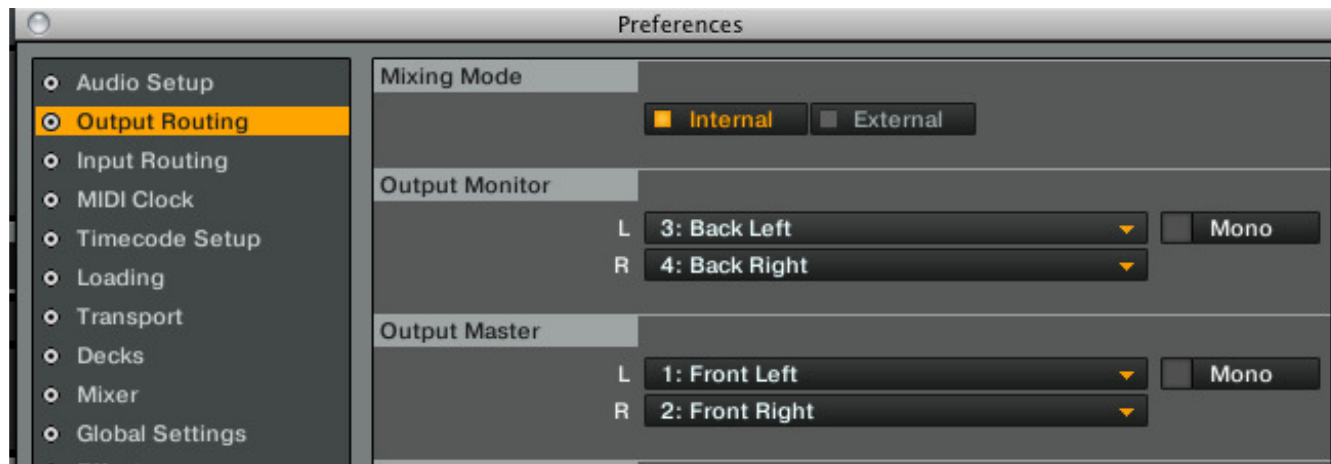 Preferences
Audio Setup
Output Routing
Input Routing
MIDI Clock
Timecode Setup
Loading
Transport
Decks
Mixer
Global Settings
Mixing Mode
Internal External
Output Monitor
L 3: Back Left Mono
R 4: Back Right
Output Master
L 1: Front Left Mono
R 2: Front Right